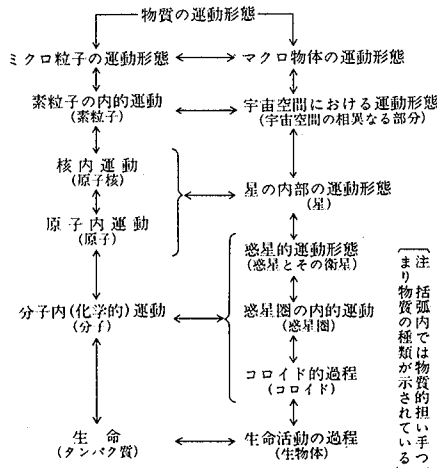 物質の運動形態
ミクロ粒子の運動形態
マクロ物体の運動形態
素粒子の内的運動
(素粒子)
宇宙空間における運動形態
(宇宙空間の相異なる部分)
核内運動
(原子核)
星の内部の運動形態
(星)
原子内運動
(原子)
惑星的運動形態
(惑星とその衛星)
分子内(化学的)運動
(分子)
惑星圏の内的運動
(惑星圏)
コロイド的過程
(コロイド)
生命
(タンパク質)
生命活動の過程
(生物体)
注 括弧内では物質的担い手つ
まり物質の種類が示されている